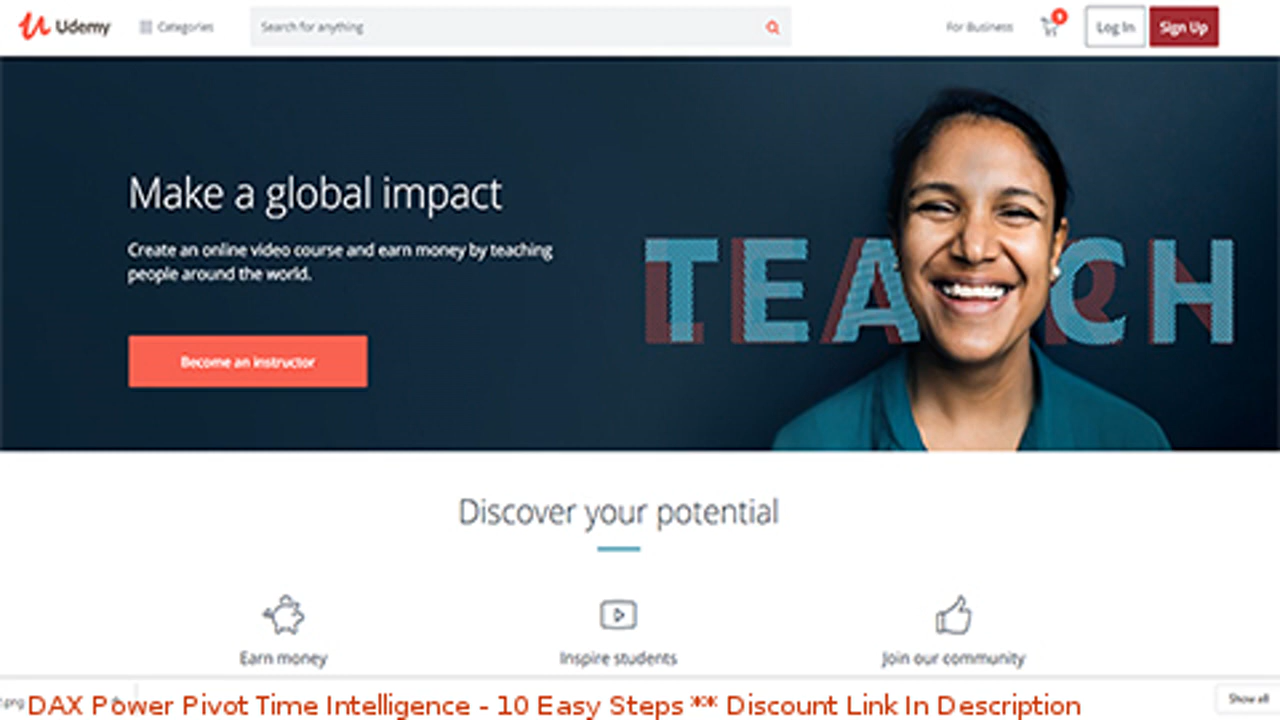 Udemy
Categories
Search for anything
For Business
Log In
Sign Up
Make a global impact
Create an online video course and earn money by teaching
people around the world.
TEACH
Become an instructor
Discover your potential
Earn money
Inspire students
Join our community
.png
Show all
DAX Power Pivot Time Intelligence - 10 Easy Steps ** Discount Link In Description